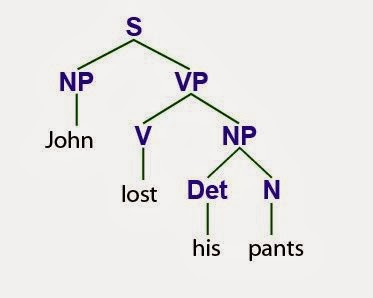 S
NP VP
John V NP
lost Det N
his pants